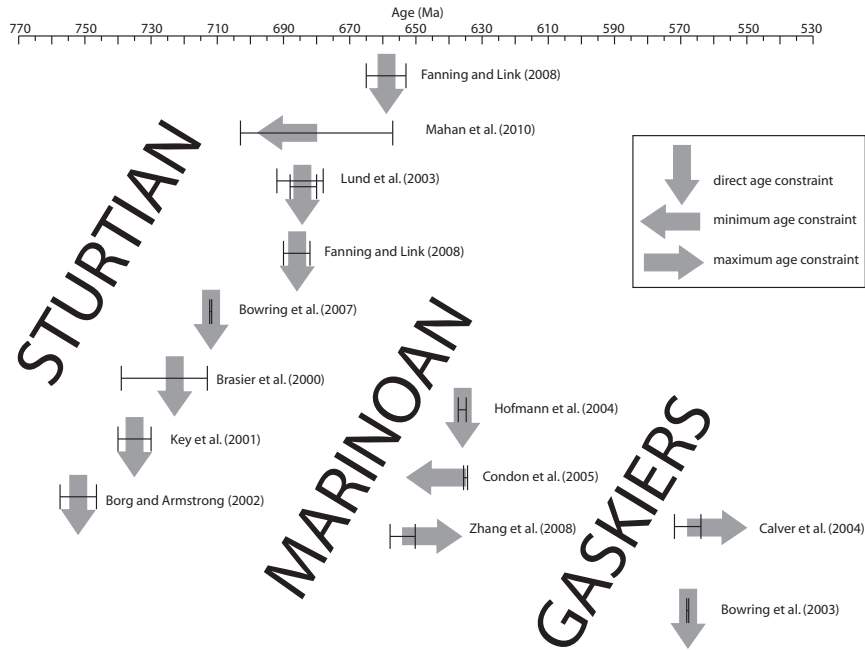 Age (Ma)
770 750 730 710 690 670 650 630 610 590 570 550 530
Fanning and Link (2008)
Mahan et al. (2010)
Lund et al. (2003)
Fanning and Link (2008)
Bowring et al. (2007)
Brasier et al. (2000)
Key et al. (2001)
Borg and Armstrong (2002)
STURTIAN
direct age constraint
minimum age constraint
maximum age constraint
MARINOAN
Hofmann et al. (2004)
Condon et al. (2005)
Zhang et al. (2008)
GASKIERS
Calver et al. (2004)
Bowring et al. (2003)